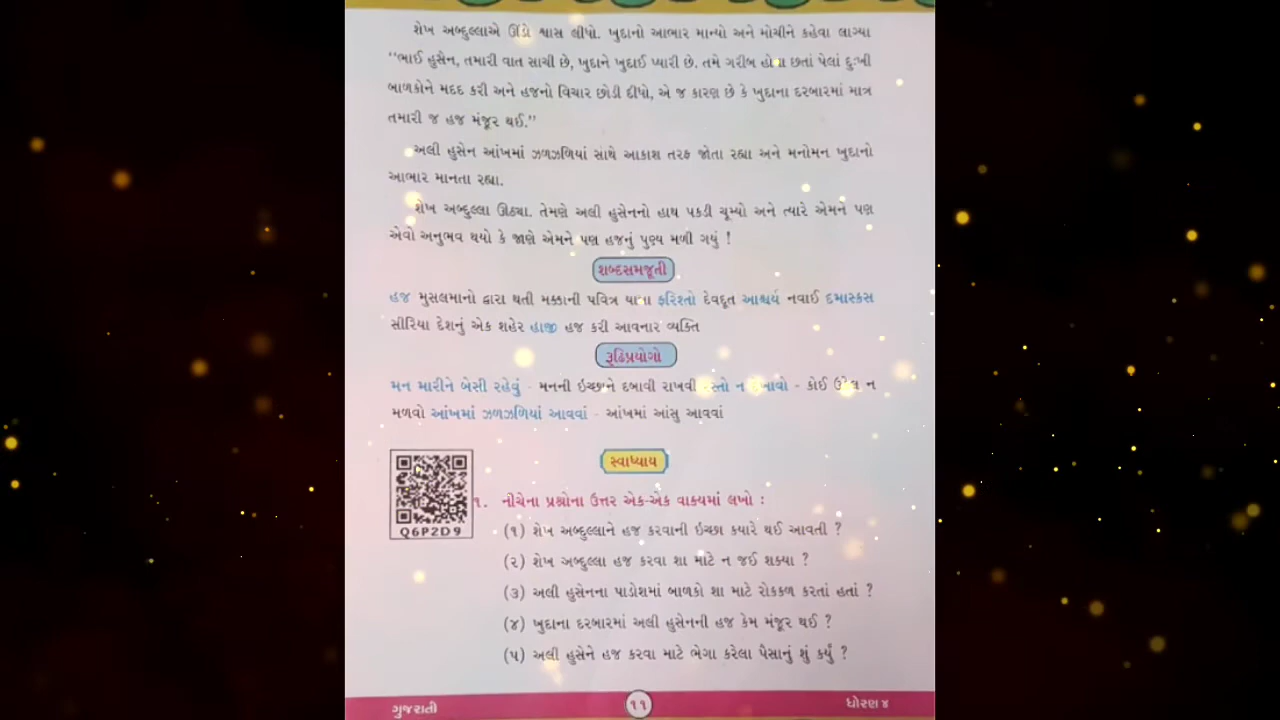 શેખ અબ્દુલ્લાએ ઊંડો શ્વાસ લીધો. ખુદાનો આભાર માન્યો અને મોચીને કહેવા લાગ્યા
“ભાઈ હુસૈન, તમારી વાત સાચી છે, ખુદાને ખુદાઈ પ્યારી છે. તમે ગરીબ હોવા છતાં પેલાં દુઃખી
બાળકોને મદદ કરી અને હજનો વિચાર છોડી દીધો, એ જ કારણ છે કે ખુદાના દરબારમાં માત્ર
તમારી જ હજ મંજૂર થઈ.”
અલી હુસેન આંખમાં ઝળઝળિયાં સાથે આકાશ તરફ જોતા રહ્યા અને મનોમન ખુદાનો
આભાર માનતા રહ્યા.
શેખ અબ્દુલ્લા ઊઠ્યા. તેમણે અલી હુસેનનો હાથ પકડી ચૂમ્યો અને ત્યારે એમને પણ
એવો અનુભવ થયો કે જાણે એમને પણ હજનું પુણ્ય મળી ગયું !
શબ્દસમજૂતી
હજ મુસલમાનો દ્વારા થતી મક્કાની પવિત્ર યાત્રા ફરિશ્તો દેવદૂત આશ્ચર્ય નવાઈ દમાસ્કસ
સીરિયા દેશનું એક શહેર હાજી હજ કરી આવનાર વ્યક્તિ
રૂઢિપ્રયોગો
મન મારીને બેસી રહેવું - મનની ઇચ્છાને દબાવી રાખવી ન - કોઈ ઉકેલ ન
મળવો આંખમાં ઝળઝળિયાં આવવાં - આંખમાં આંસુ આવવાં
સ્વાધ્યાય
Q6P2D9
૧. નીચેના પ્રશ્નોના ઉત્તર એક-એક વાક્યમાં લખો :
(૧) શેખ અબ્દુલ્લાને હજ કરવાની ઇચ્છા ક્યારે થઈ આવતી ?
(૨) શેખ અબ્દુલ્લા હજ કરવા શા માટે ન જઈ શક્યા ?
(૩) અલી હુસેનના પાડોશમાં બાળકો શા માટે રોકકળ કરતાં હતાં ?
(૪) ખુદાના દરબારમાં અલી હુસેનની હજ કેમ મંજૂર થઈ ?
(૫) અલી હુસેને હજ કરવા માટે ભેગા કરેલા પૈસાનું શું કર્યું ?
ગુજરાતી ૧૧ ધોરણ ૪